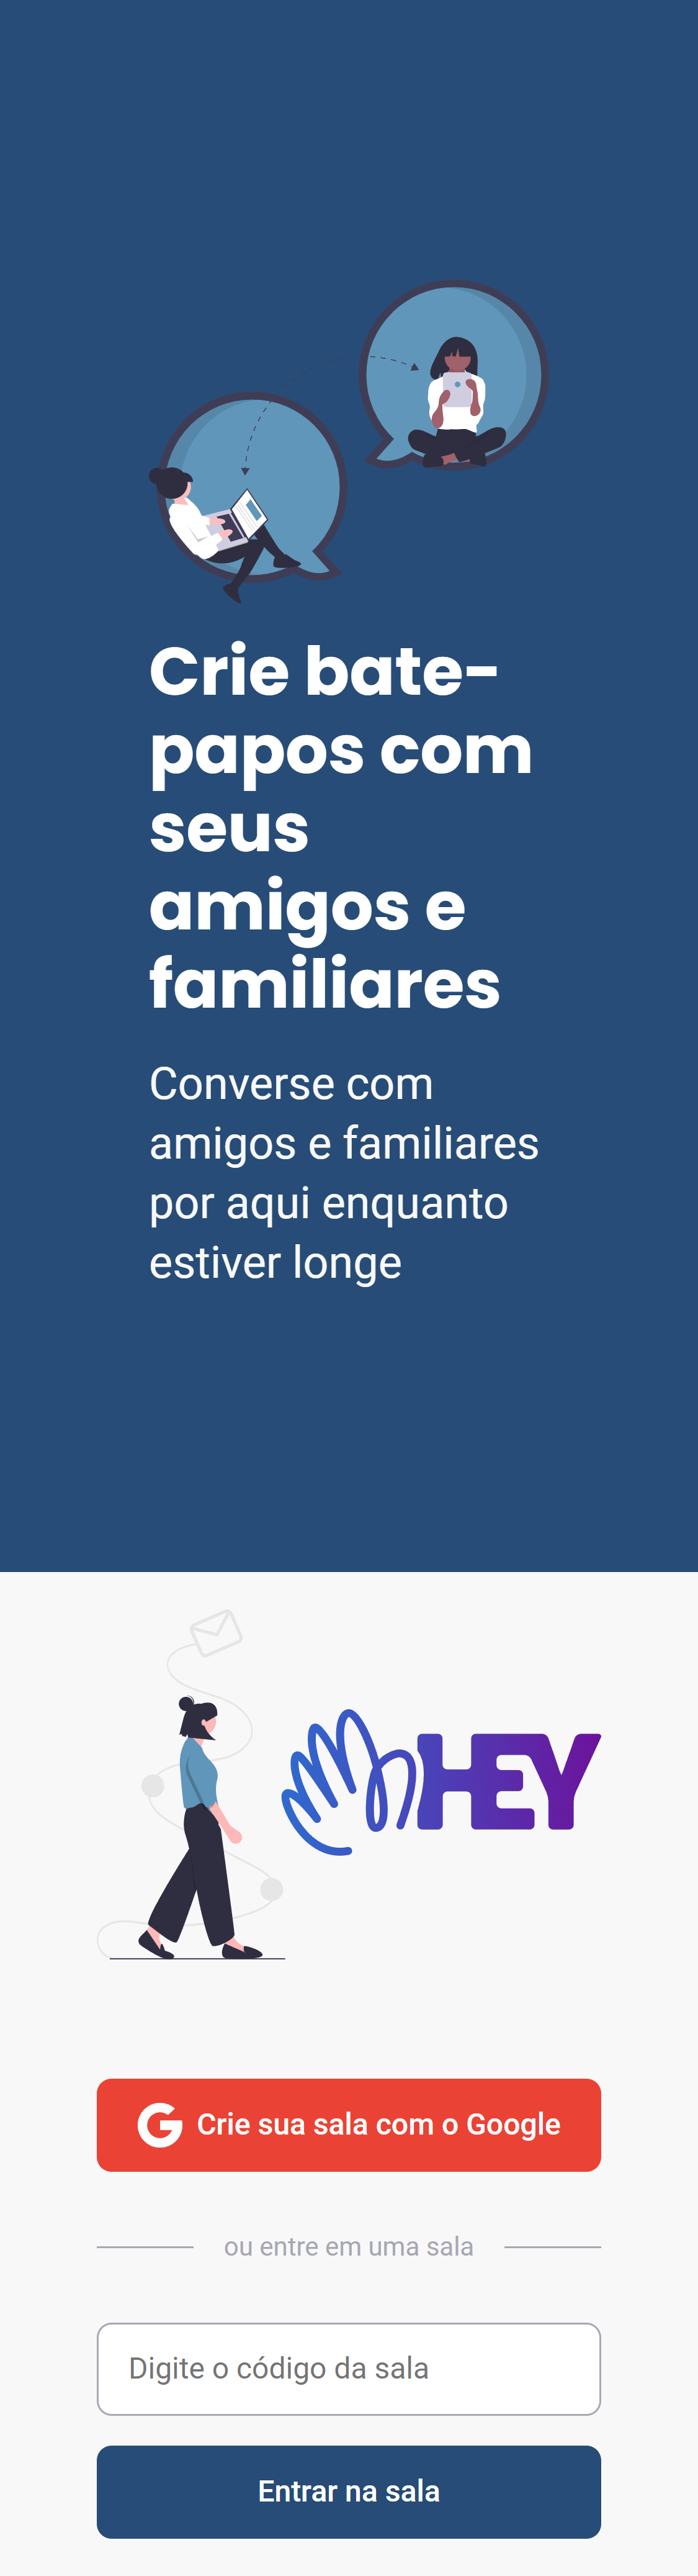 Crie bate-
papos com
seus
amigos e
familiares
Converse com
amigos e familiares
por aqui enquanto
estiver longe
HEY
Crie sua sala com o Google
ou entre em uma sala
Digite o código da sala
Entrar na sala